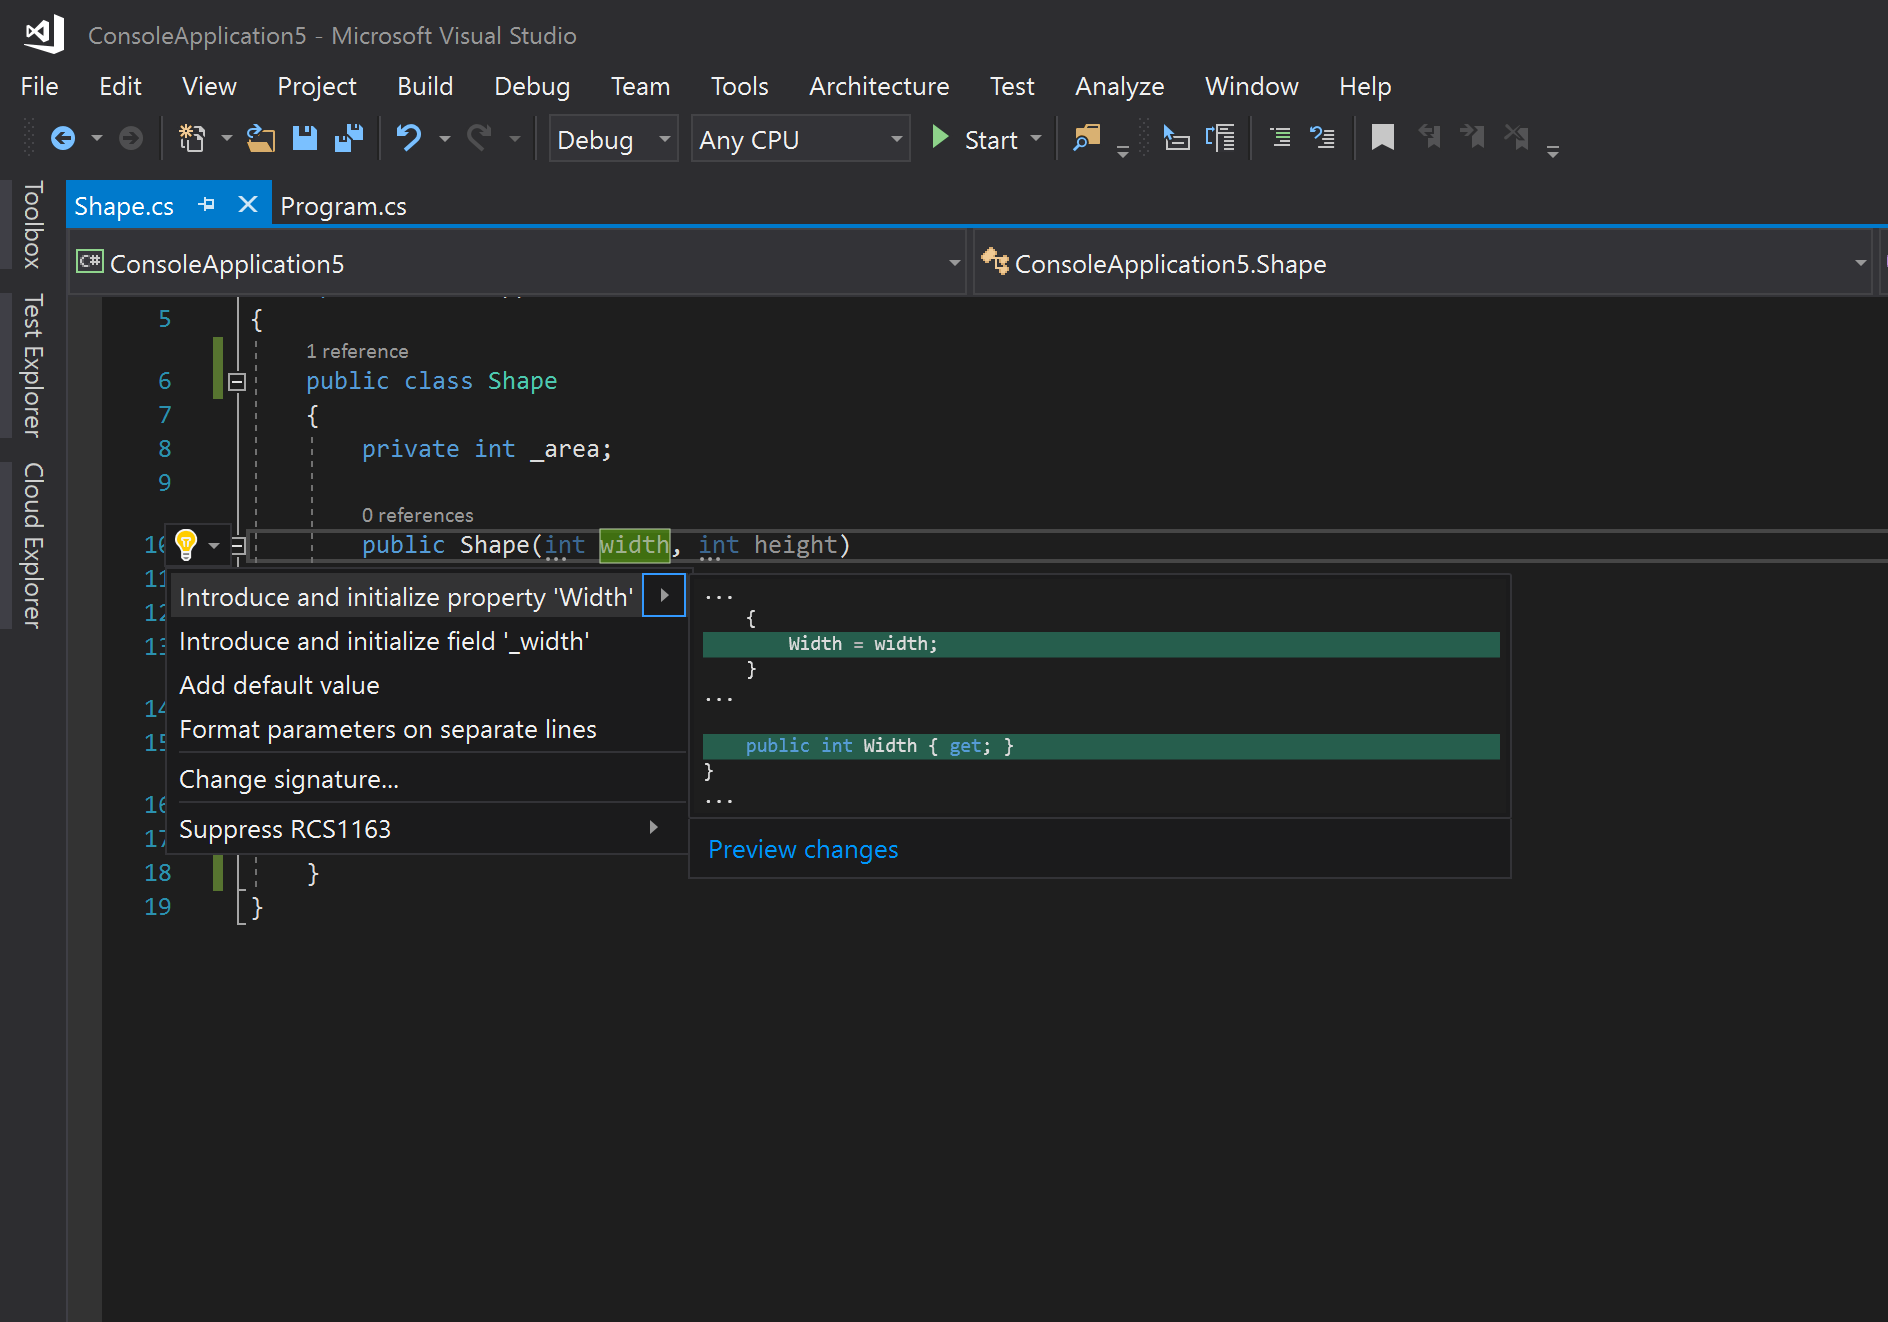 ConsoleApplication5 - Microsoft Visual Studio
File Edit View Project Build Debug Team Tools Architecture Test Analyze Window Help
Debug Any CPU Start
Toolbox
Test Explorer
Cloud Explorer
Shape.cs Program.cs
C# ConsoleApplication5 ConsoleApplication5.Shape
5 {
1 reference
6 public class Shape
7 {
8 private int _area;
9
0 references
10 public Shape(int width, int height)
11
12
13
14
15
16
17
Introduce and initialize property 'Width'
Introduce and initialize field '_width'
Add default value
Format parameters on separate lines
Change signature...
Suppress RCS1163
...
{
Width = width;
}
...
public int Width { get; }
}
...
Preview changes
18 }
19 }